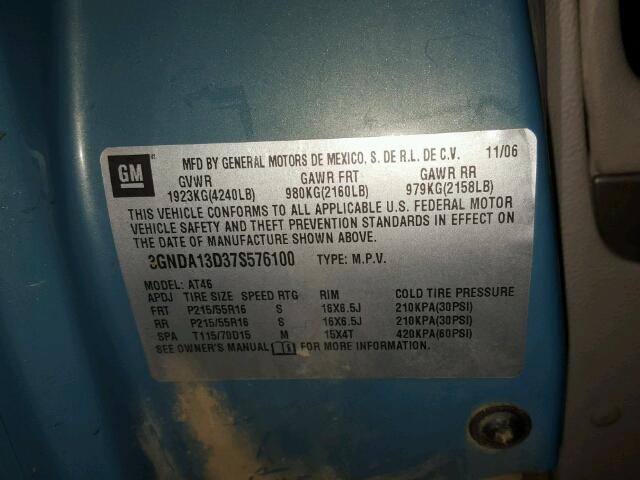 GM
MFD BY GENERAL MOTORS DE MEXICO, S. DE R.L. DE C.V. 11/06
GVWR GAWR FRT GAWR RR
1923KG(4240LB) 980KG(2160LB) 979KG(2158LB)
THIS VEHICLE CONFORMS TO ALL APPLICABLE U.S. FEDERAL MOTOR
VEHICLE SAFETY AND THEFT PREVENTION STANDARDS IN EFFECT ON
THE DATE OF MANUFACTURE SHOWN ABOVE.
3GNDA13D37S576100 TYPE: M.P.V.
MODEL: AT46
APDJ TIRE SIZE SPEED RTG RIM COLD TIRE PRESSURE
FRT P215/55R16 S 16X6.5J 210KPA(30PSI)
RR P215/55R16 S 16X6.5J 210KPA(30PSI)
SPA T115/70D15 M 15X4T 420KPA(60PSI)
SEE OWNER'S MANUAL FOR MORE INFORMATION.